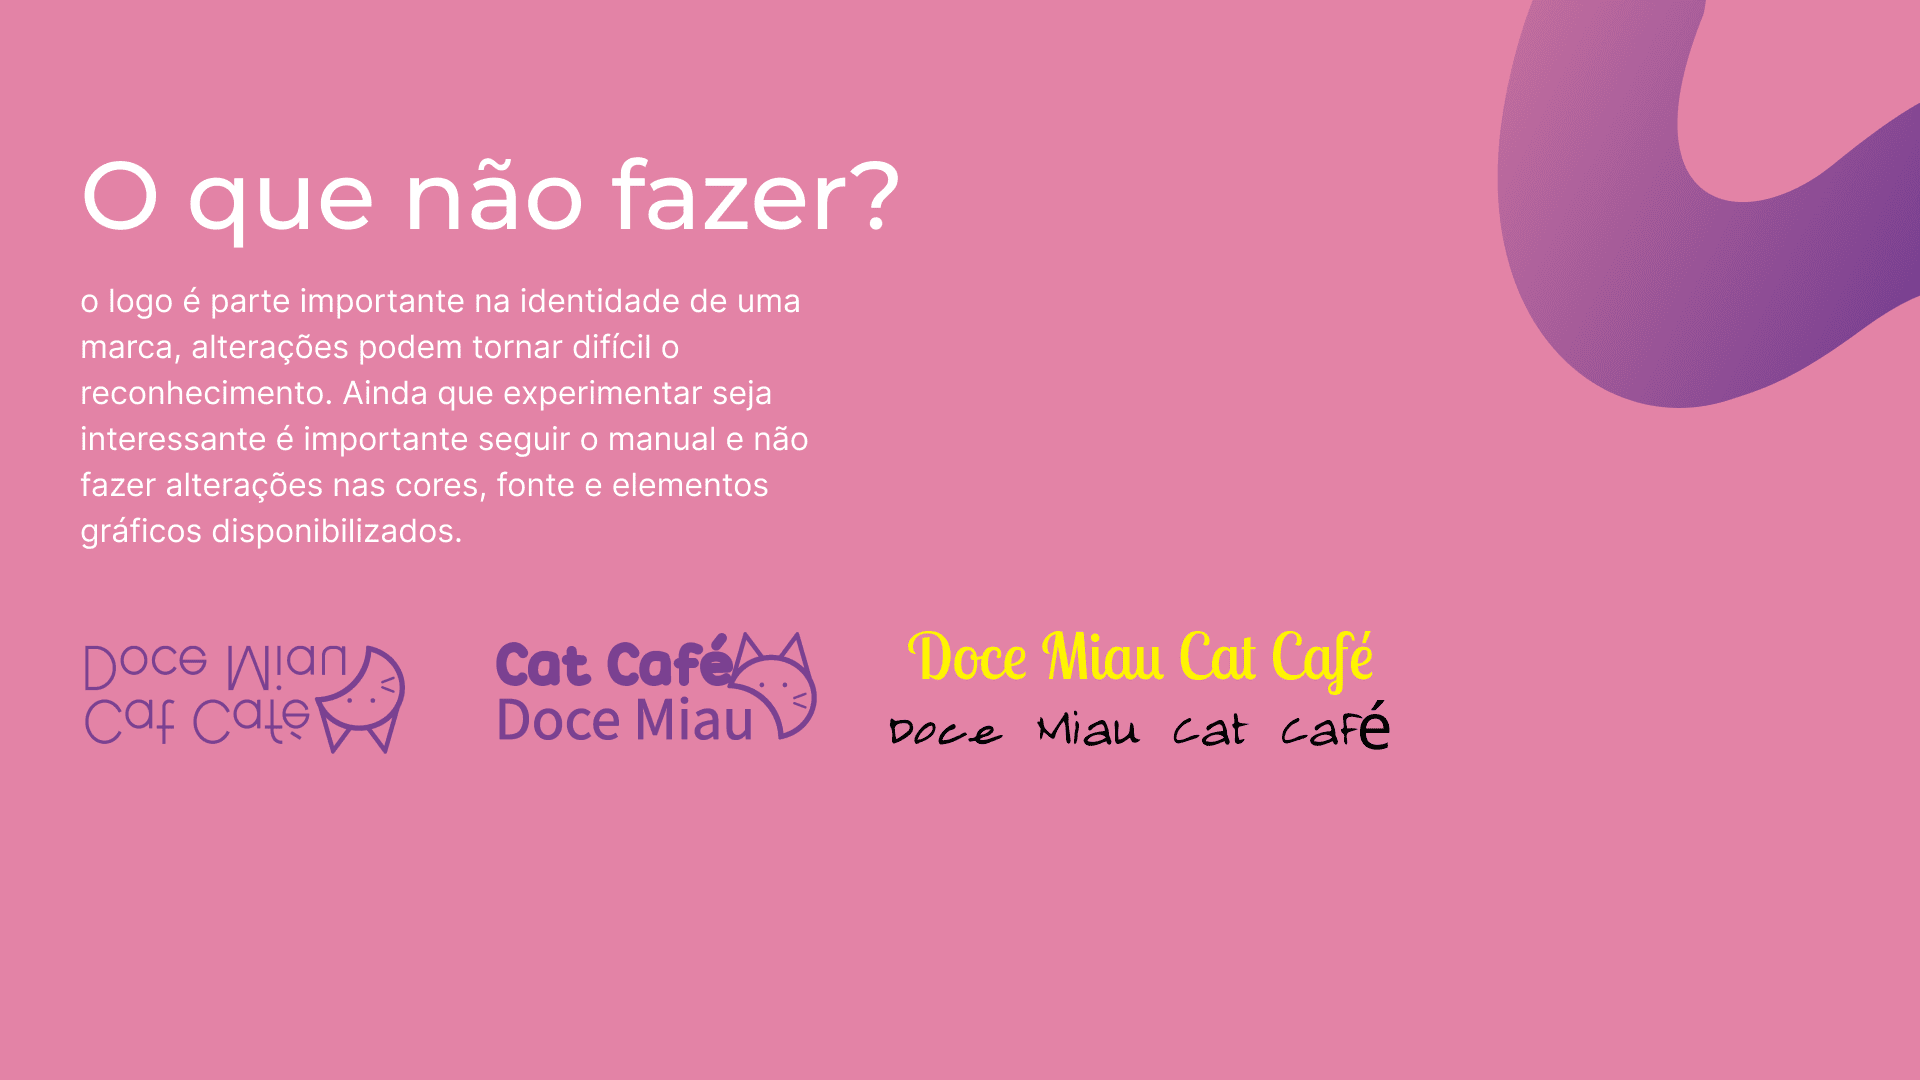 O que não fazer?
o logo é parte importante na identidade de uma
marca, alterações podem tornar difícil o
reconhecimento. Ainda que experimentar seja
interessante é importante seguir o manual e não
fazer alterações nas cores, fonte e elementos
gráficos disponibilizados.
Doce Miau
Cat Café
Cat Café
Doce Miau
Doce Miau Cat Café
Doce Miau Cat Café